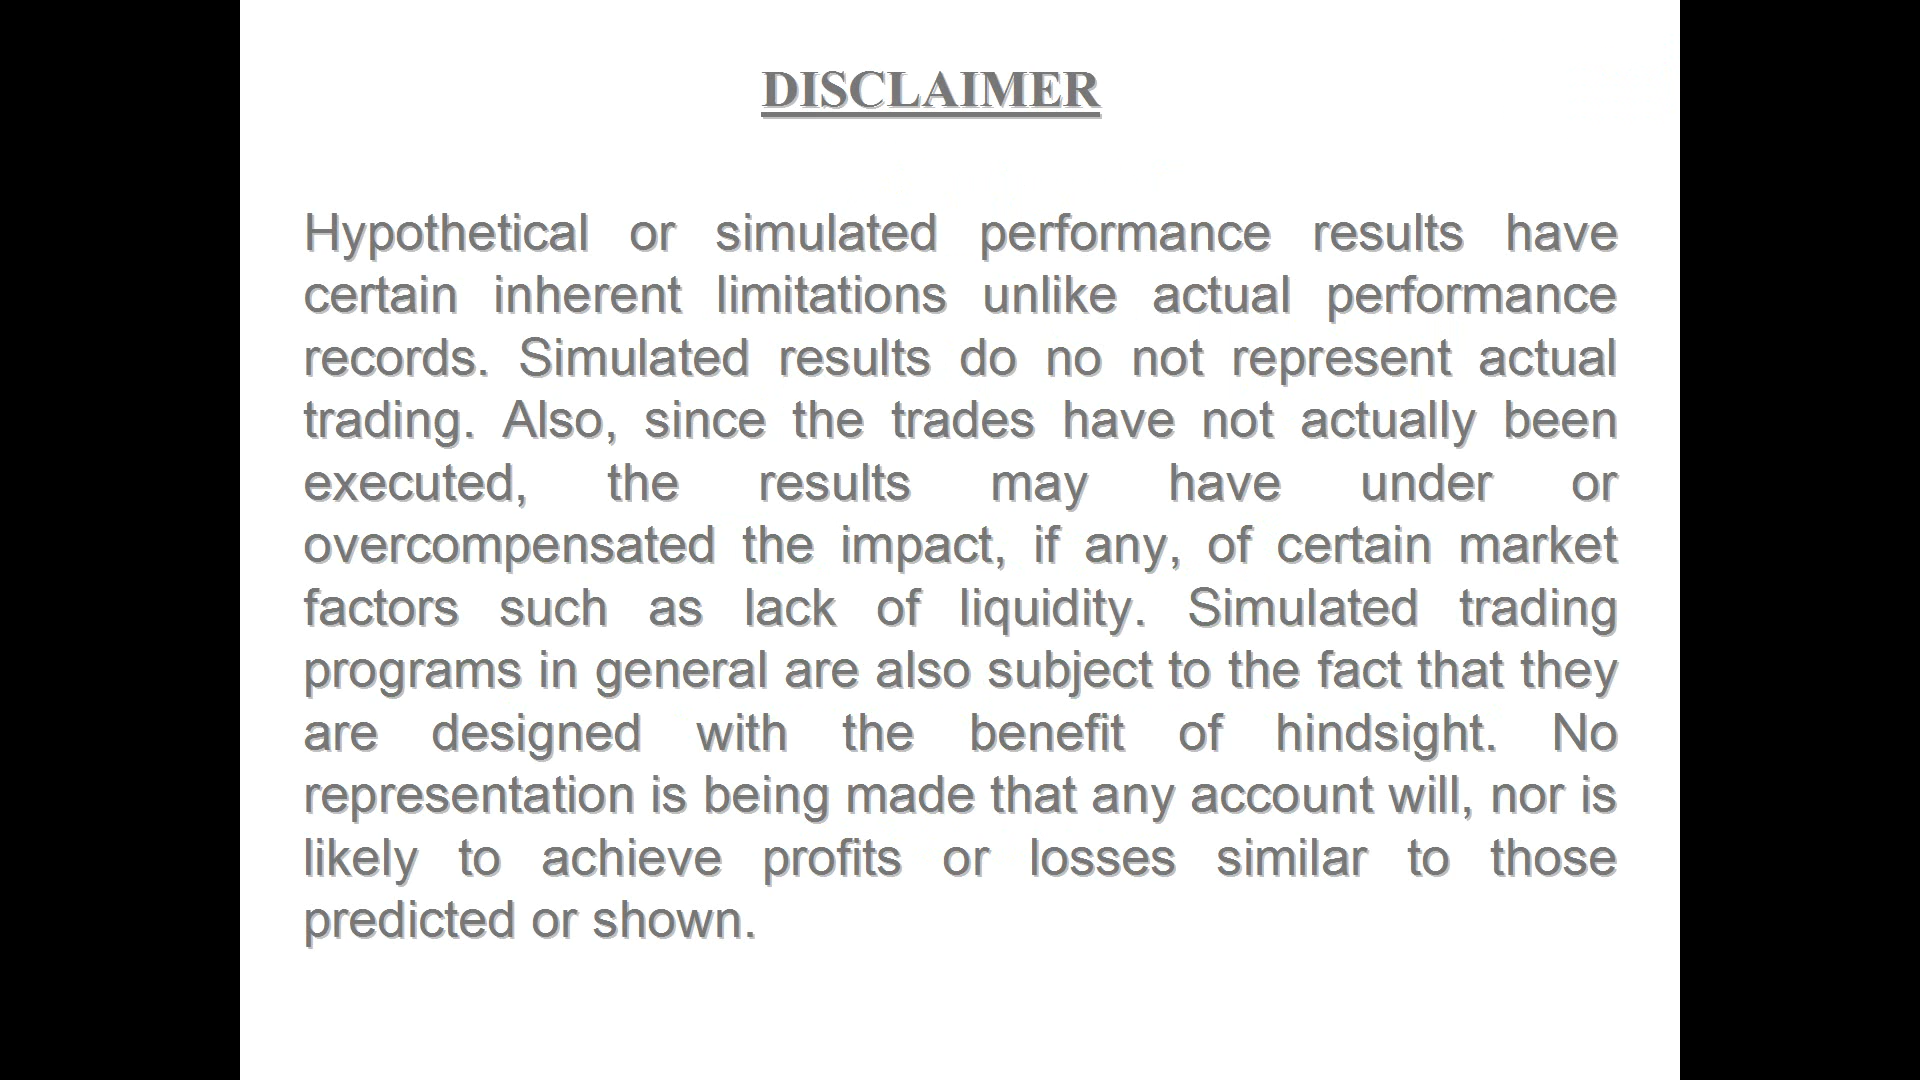 DISCLAIMER
Hypothetical or simulated performance results have
certain inherent limitations unlike actual performance
records. Simulated results do no not represent actual
trading. Also, since the trades have not actually been
executed, the results may have under or
overcompensated the impact, if any, of certain market
factors such as lack of liquidity. Simulated trading
programs in general are also subject to the fact that they
are designed with the benefit of hindsight. No
representation is being made that any account will, nor is
likely to achieve profits or losses similar to those
predicted or shown.